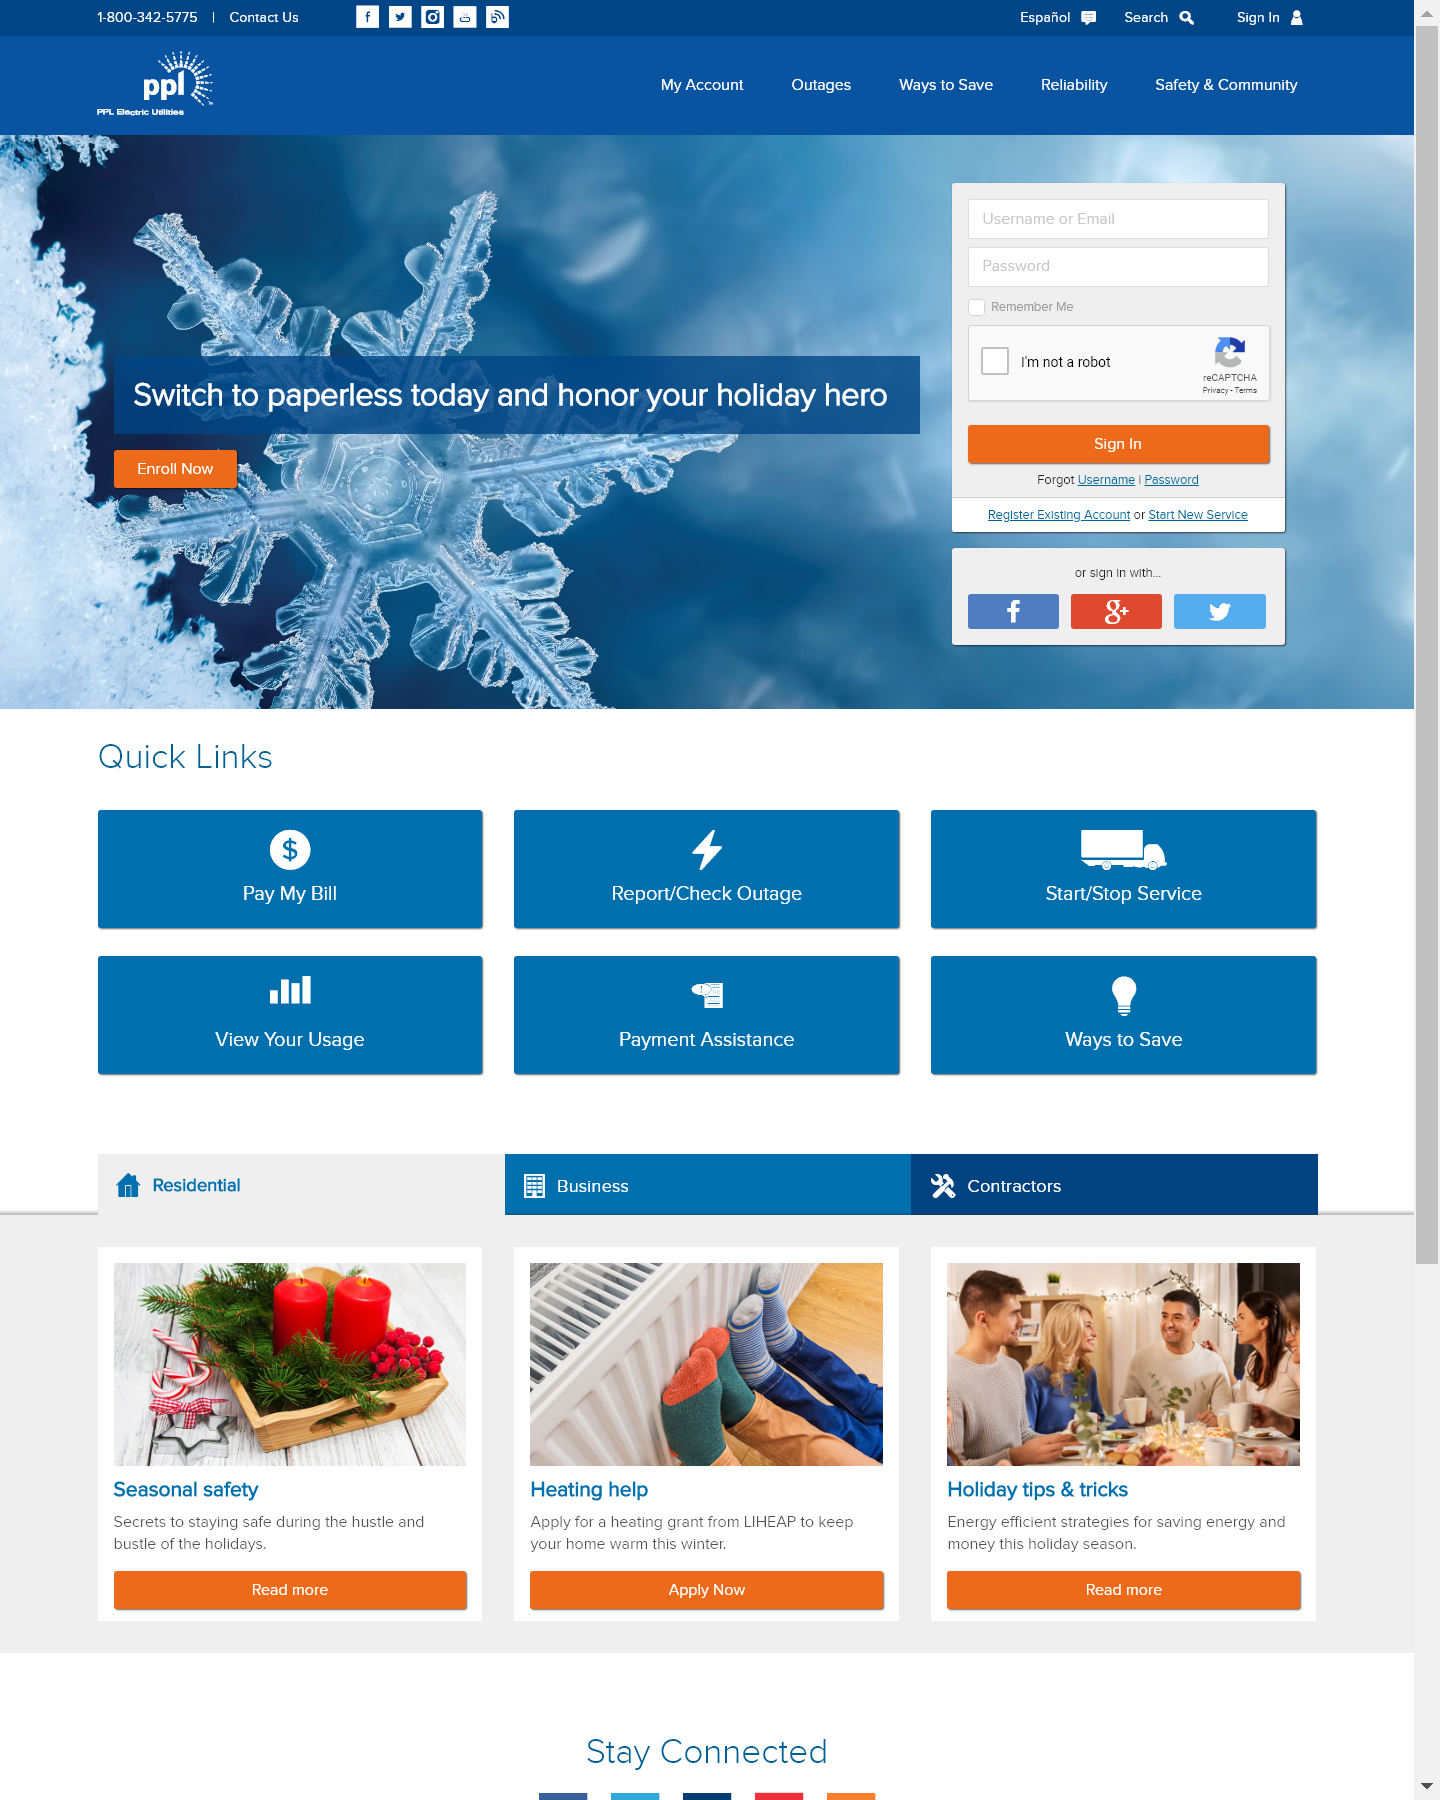 1-800-342-5775 | Contact Us
Español
Search
Sign In
ppl
PPL Electric Utilities
My Account
Outages
Ways to Save
Reliability
Safety & Community
Username or Email
Password
Remember Me
I'm not a robot
reCAPTCHA
Privacy - Terms
Switch to paperless today and honor your holiday hero
Enroll Now
Sign In
Forgot Username | Password
Register Existing Account or Start New Service
or sign in with...
Quick Links
Pay My Bill
Report/Check Outage
Start/Stop Service
View Your Usage
Payment Assistance
Ways to Save
Residential
Business
Contractors
Seasonal safety
Secrets to staying safe during the hustle and
bustle of the holidays.
Read more
Heating help
Apply for a heating grant from LIHEAP to keep
your home warm this winter.
Apply Now
Holiday tips & tricks
Energy efficient strategies for saving energy and
money this holiday season.
Read more
Stay Connected